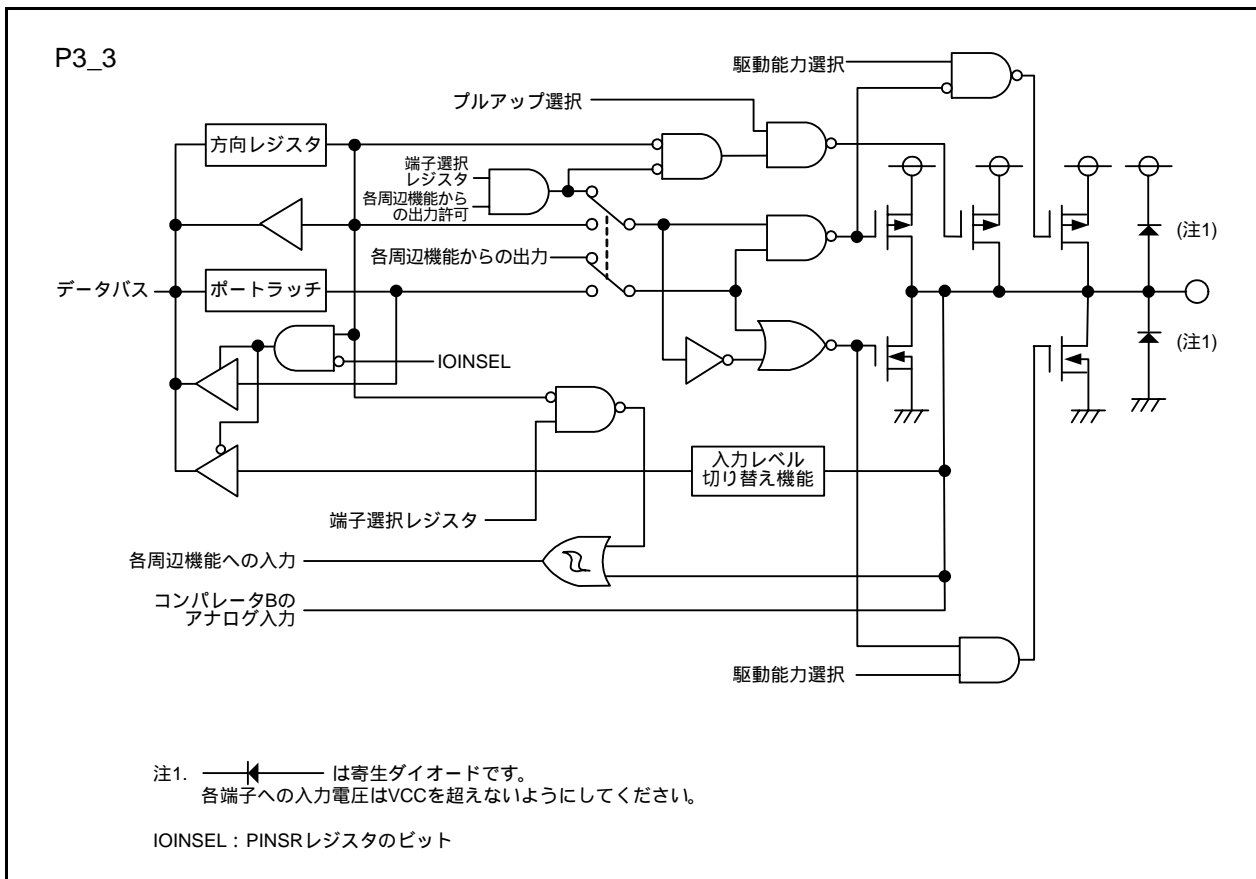 P3_3
駆動能力選択
プルアップ選択
方向レジスタ
端子選択
レジスタ
各周辺機能から
の出力許可
(注1)
各周辺機能からの出力
データバス
ポートラッチ
(注1)
IOINSEL
入力レベル
切り替え機能
端子選択レジスタ
各周辺機能への入力
コンパレータBの
アナログ入力
駆動能力選択
注1. は寄生ダイオードです。
各端子への入力電圧はVCCを超えないようにしてください。
IOINSEL：PINSRレジスタのビット